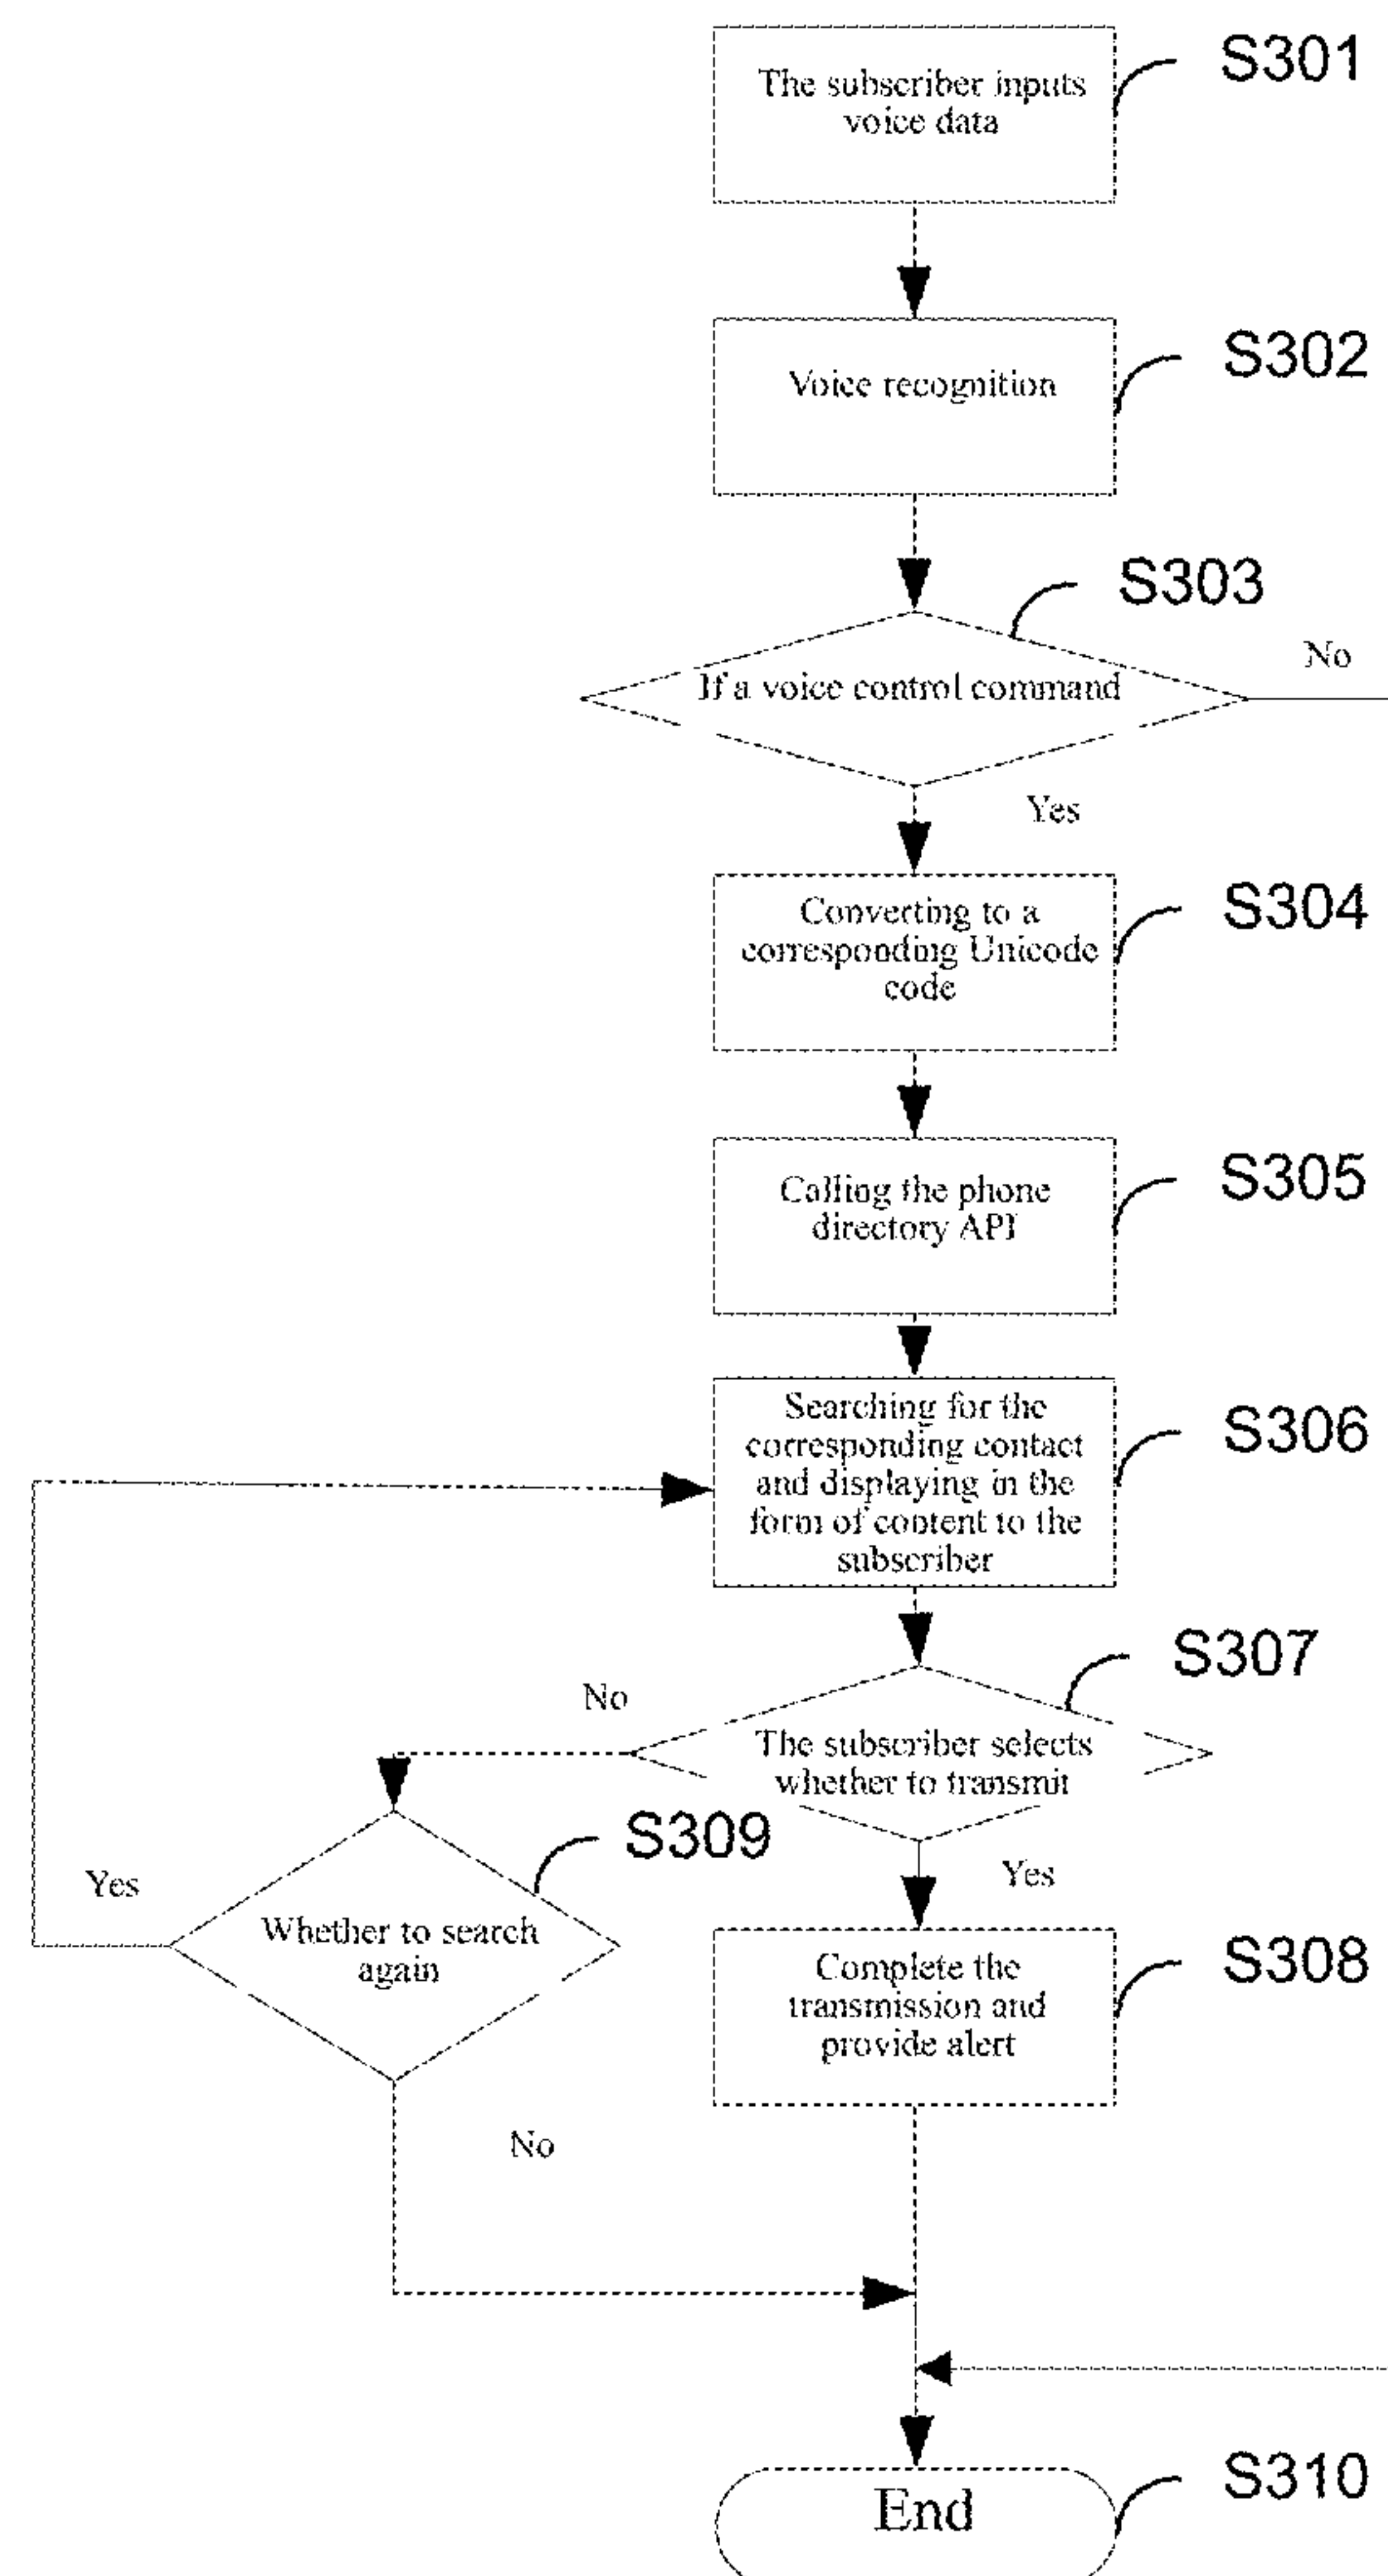 The subscriber inputs
voice data
S301
Voice recognition
S302
S303
If a voice control command
No
Yes
Converting to a
corresponding Unicode
code
S304
Calling the phone
directory API
S305
Searching for the
corresponding contact
and displaying in the
form of content to the
subscriber
S306
S307
No
The subscriber selects
whether to transmit
S309
Yes
Yes
Whether to search
again
Complete the
transmission and
provide alert
S308
No
End
S310